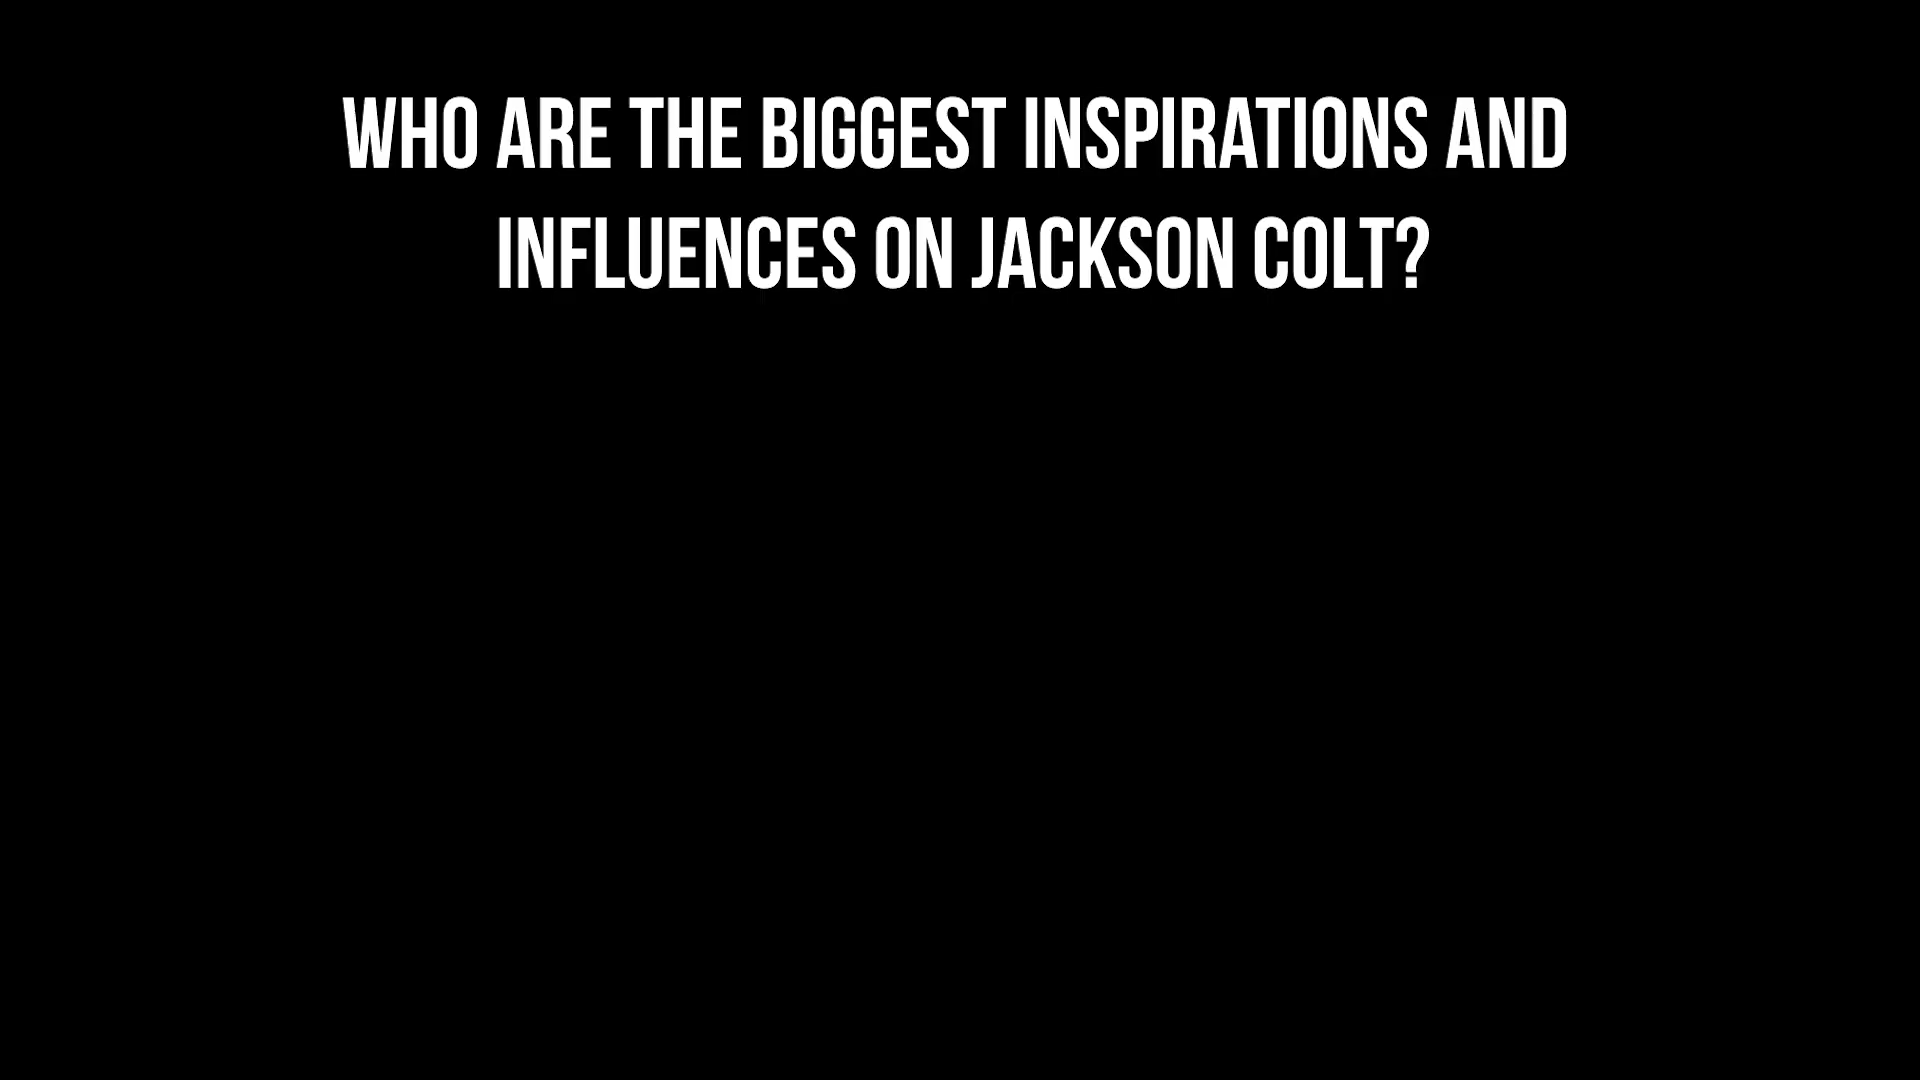 WHO ARE THE BIGGEST INSPIRATIONS AND
INFLUENCES ON JACKSON COLT?